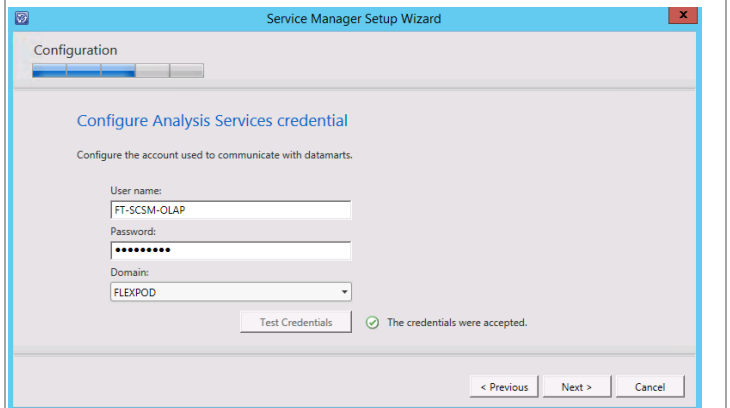 Service Manager Setup Wizard
x
Configuration
Configure Analysis Services credential
Configure the account used to communicate with datamarts.
User name:
FT-SCSM-OLAP
Password:
●●●●●●●●●
Domain:
FLEXPOD
Test Credentials The credentials were accepted.
< Previous Next > Cancel